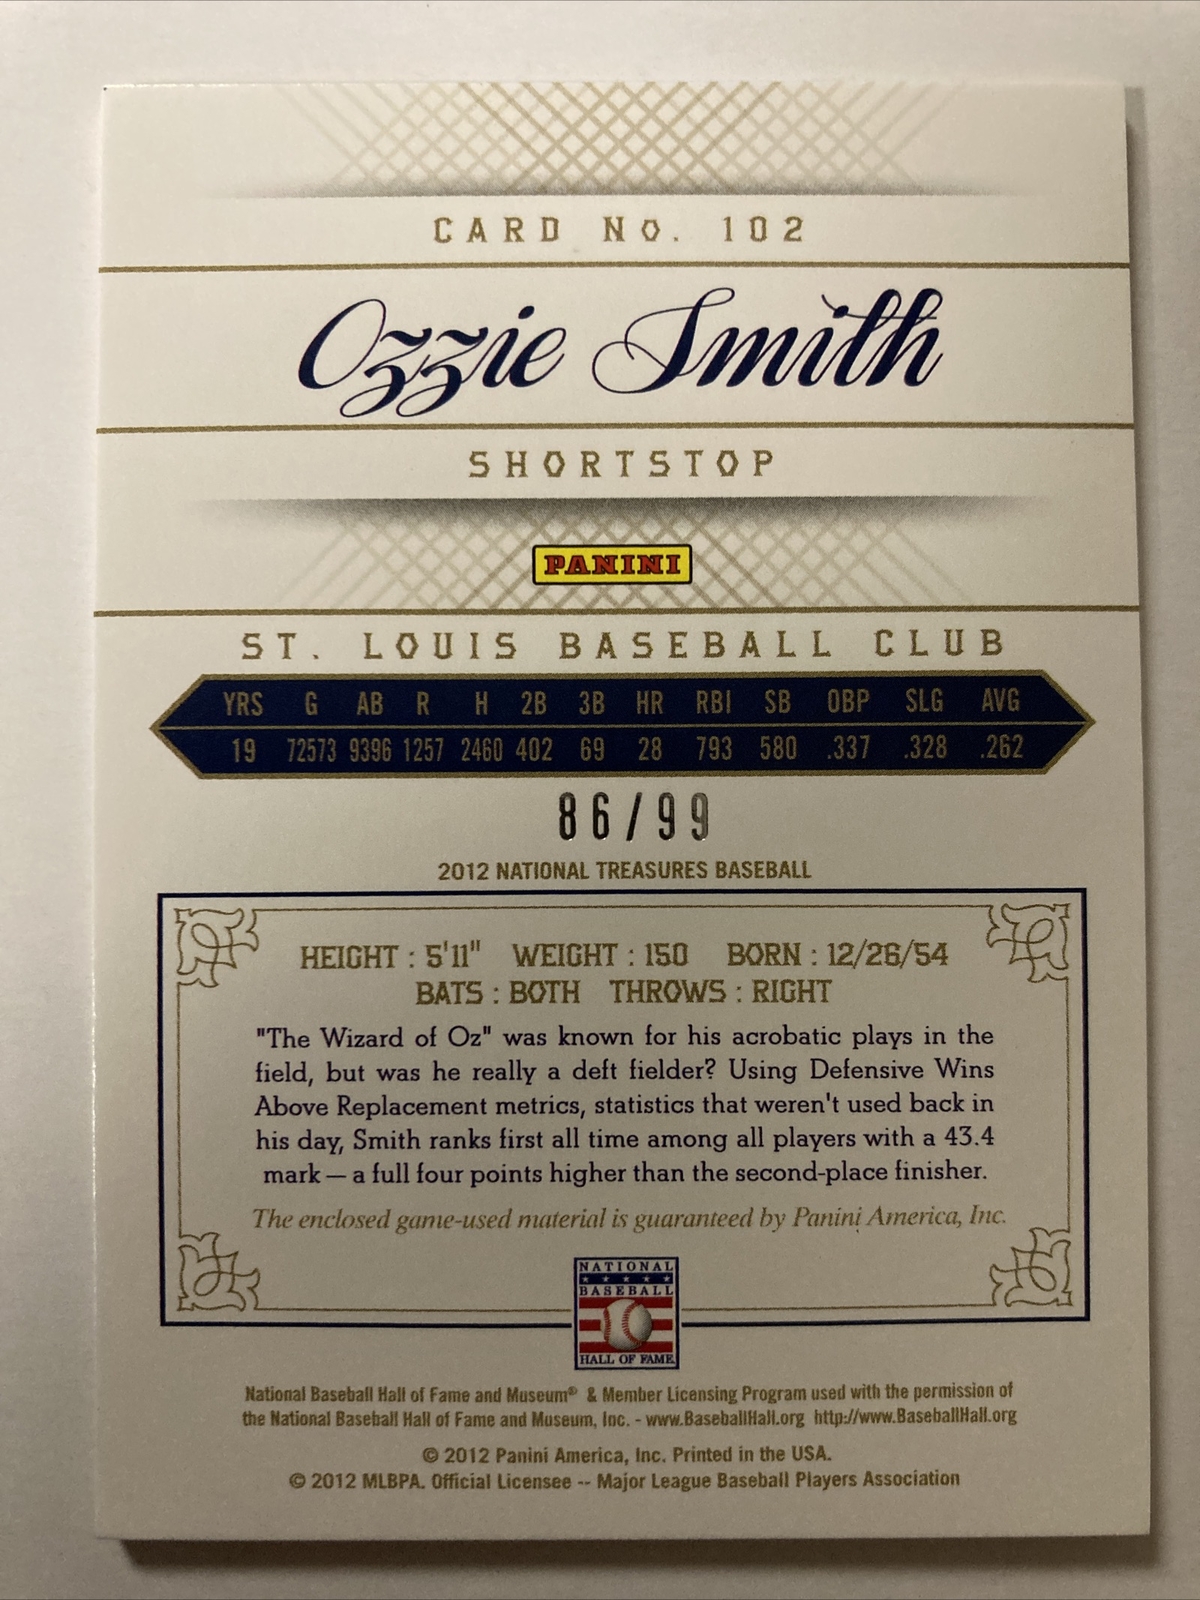 CARD No. 102
Ozzie Smith
SHORTSTOP
PANINI
ST. LOUIS BASEBALL CLUB
YRS G AB R H 2B 3B HR RBI SB OBP SLG AVG
19 72573 9396 1257 2460 402 69 28 793 580 .337 .328 .262
86/99
2012 NATIONAL TREASURES BASEBALL
HEIGHT : 5'11" WEIGHT : 150 BORN : 12/26/54
BATS : BOTH THROWS : RIGHT
"The Wizard of Oz" was known for his acrobatic plays in the
field, but was he really a deft fielder? Using Defensive Wins
Above Replacement metrics, statistics that weren't used back in
his day, Smith ranks first all time among all players with a 43.4
mark — a full four points higher than the second-place finisher.
The enclosed game-used material is guaranteed by Panini America, Inc.
NATIONAL
BASEBALL
HALL OF FAME
National Baseball Hall of Fame and Museum® & Member Licensing Program used with the permission of
the National Baseball Hall of Fame and Museum, Inc. - www.BaseballHall.org http://www.BaseballHall.org
© 2012 Panini America, Inc. Printed in the USA.
© 2012 MLBPA. Official Licensee -- Major League Baseball Players Association